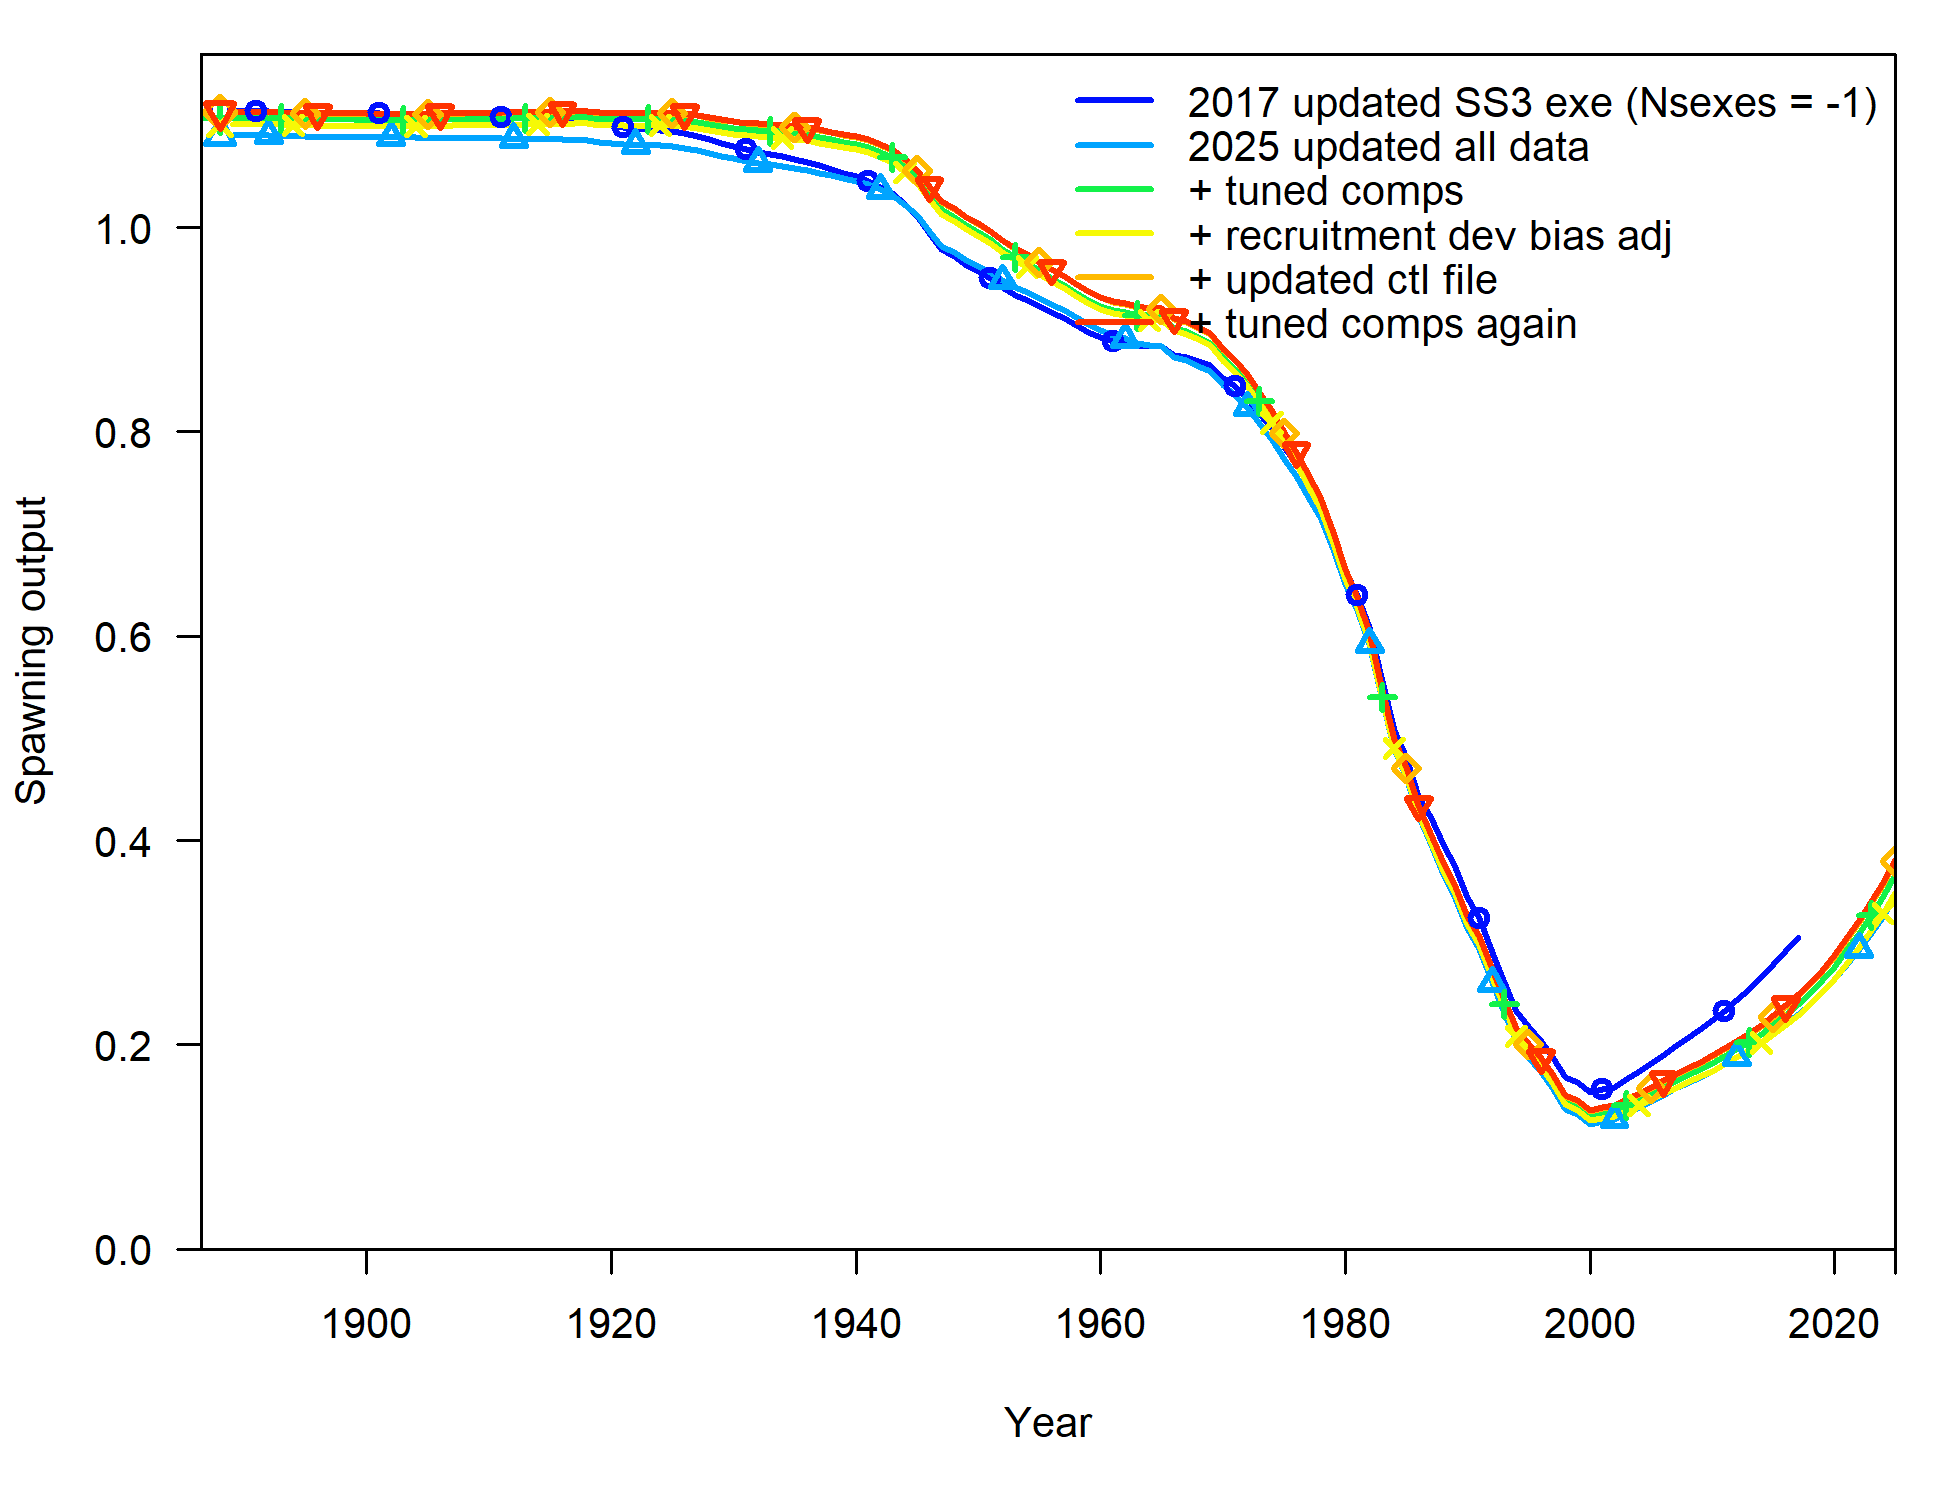 2017 updated SS3 exe (Nsexes = -1)
2025 updated all data
+ tuned comps
+ recruitment dev bias adj
+ updated ctl file
+ tuned comps again
Spawning output
1.0
0.8
0.6
0.4
0.2
0.0
1900 1920 1940 1960 1980 2000 2020
Year